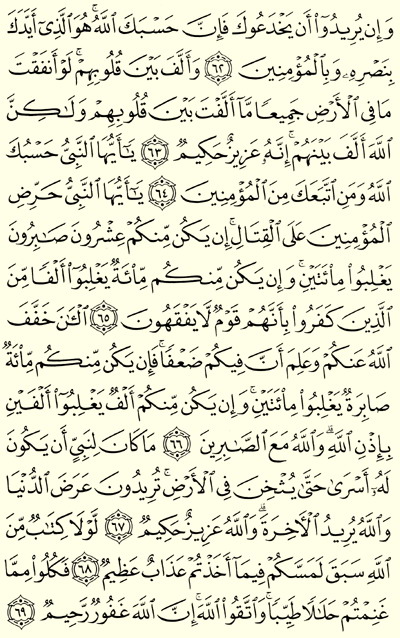 وَإِن يُرِيدُوٓا۟ أَن يَخْدَعُوكَ فَإِنَّ حَسْبَكَ ٱللَّهُ ۚ هُوَ ٱلَّذِىٓ أَيَّدَكَ
بِنَصْرِهِۦ وَبِٱلْمُؤْمِنِينَ ۝٦٢ وَأَلَّفَ بَيْنَ قُلُوبِهِمْ ۚ لَوْ أَنفَقْتَ
مَا فِى ٱلْأَرْضِ جَمِيعًا مَّآ أَلَّفْتَ بَيْنَ قُلُوبِهِمْ وَلَـٰكِنَّ
ٱللَّهَ أَلَّفَ بَيْنَهُمْ ۚ إِنَّهُۥ عَزِيزٌ حَكِيمٌ ۝٦٣ يَـٰٓأَيُّهَا ٱلنَّبِىُّ حَسْبُكَ
ٱللَّهُ وَمَنِ ٱتَّبَعَكَ مِنَ ٱلْمُؤْمِنِينَ ۝٦٤ يَـٰٓأَيُّهَا ٱلنَّبِىُّ حَرِّضِ
ٱلْمُؤْمِنِينَ عَلَى ٱلْقِتَالِ ۚ إِن يَكُن مِّنكُمْ عِشْرُونَ صَـٰبِرُونَ
يَغْلِبُوا۟ مِا۟ئَتَيْنِ ۚ وَإِن يَكُن مِّنكُم مِّا۟ئَةٌ يَغْلِبُوٓا۟ أَلْفًا مِّنَ
ٱلَّذِينَ كَفَرُوا۟ بِأَنَّهُمْ قَوْمٌ لَّا يَفْقَهُونَ ۝٦٥ ٱلْـَٔـٰنَ خَفَّفَ
ٱللَّهُ عَنكُمْ وَعَلِمَ أَنَّ فِيكُمْ ضَعْفًا ۚ فَإِن يَكُن مِّنكُم مِّا۟ئَةٌ
صَابِرَةٌ يَغْلِبُوا۟ مِا۟ئَتَيْنِ ۚ وَإِن يَكُن مِّنكُمْ أَلْفٌ يَغْلِبُوٓا۟ أَلْفَيْنِ
بِإِذْنِ ٱللَّهِ ۗ وَٱللَّهُ مَعَ ٱلصَّـٰبِرِينَ ۝٦٦ مَا كَانَ لِنَبِىٍّ أَن يَكُونَ
لَهُۥٓ أَسْرَىٰ حَتَّىٰ يُثْخِنَ فِى ٱلْأَرْضِ ۚ تُرِيدُونَ عَرَضَ ٱلدُّنْيَا
وَٱللَّهُ يُرِيدُ ٱلْـَٔاخِرَةَ ۗ وَٱللَّهُ عَزِيزٌ حَكِيمٌ ۝٦٧ لَّوْلَا كِتَـٰبٌ مِّنَ
ٱللَّهِ سَبَقَ لَمَسَّكُمْ فِيمَآ أَخَذْتُمْ عَذَابٌ عَظِيمٌ ۝٦٨ فَكُلُوا۟ مِمَّا
غَنِمْتُمْ حَلَـٰلًا طَيِّبًا ۚ وَٱتَّقُوا۟ ٱللَّهَ ۚ إِنَّ ٱللَّهَ غَفُورٌ رَّحِيمٌ ۝٦٩